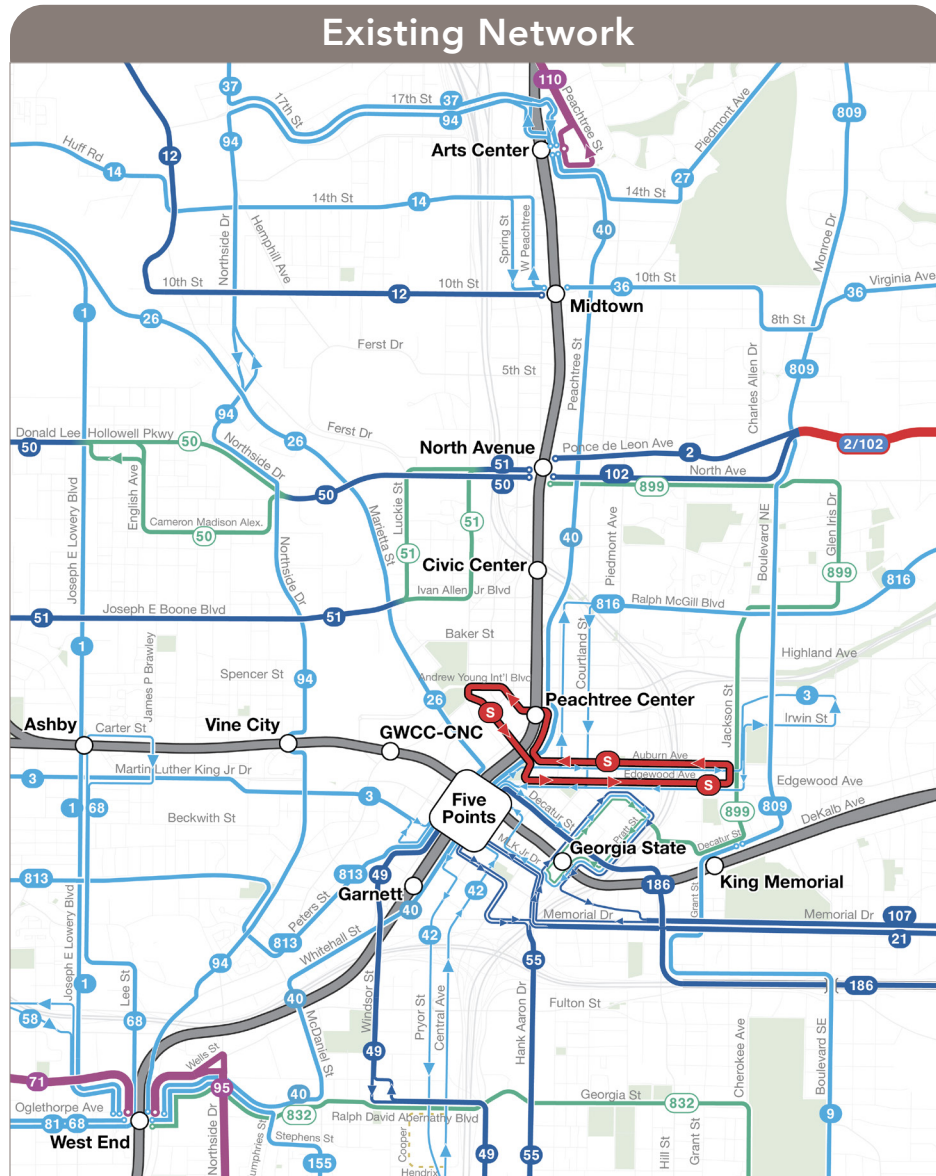 Existing Network
110
37
17th St
17th St
37
94
Peachtree St
Piedmont Ave
809
94
Arts Center
Huff Rd
14
12
27
14th St
14
14th St
40
Northside Dr
Hemphill Ave
Spring St
W Peachtree
Monroe Dr
10th St
12
10th St
36
10th St
36
Virginia Ave
Midtown
1
26
8th St
Ferst Dr
5th St
Peachtree St
Charles Allen Dr
809
94
Ferst Dr
26
Donald Lee Hollowell Pkwy
50
50
Northside Dr
North Avenue
Ponce de Leon Ave
2
2/102
51
50
102
North Ave
899
50
Joseph E Lowery Blvd
English Ave
Cameron Madison Alex.
50
Luckie St
51
51
Marietta St
Northside Dr
40
Piedmont Ave
Boulevard NE
Glen Iris Dr
899
Civic Center
816
Ivan Allen Jr Blvd
Joseph E Boone Blvd
51
51
816
Ralph McGill Blvd
Baker St
Courtland St
1
James P Brawley
Spencer St
94
Andrew Young Int'l Blvd
26
Highland Ave
Jackson St
3
Irwin St
S
Peachtree Center
Ashby
Carter St
Vine City
GWCC-CNC
Auburn Ave
S
Edgewood Ave
S
Edgewood Ave
3
Martin Luther King Jr Dr
3
1
68
Beckwith St
Five
Points
Decatur St
Pratt St
899
809
DeKalb Ave
Decatur St
MLK Jr Dr
Georgia State
King Memorial
813
813
49
Garnett
42
186
Grant St
Joseph E Lowery Blvd
Peters St
813
Whitehall St
40
42
Memorial Dr
Memorial Dr
107
21
94
55
1
Lee St
68
58
40
McDaniel St
Windsor St
Pryor St
Central Ave
Hank Aaron Dr
Fulton St
186
Cherokee Ave
Boulevard SE
49
Wells St
71
95
Oglethorpe Ave
81
68
West End
Northside Dr
40
832
Ralph David Abernathy Blvd
Georgia St
832
9
Stephens St
155
Cooper
Hendrix
49
55
Hill St
Grant St